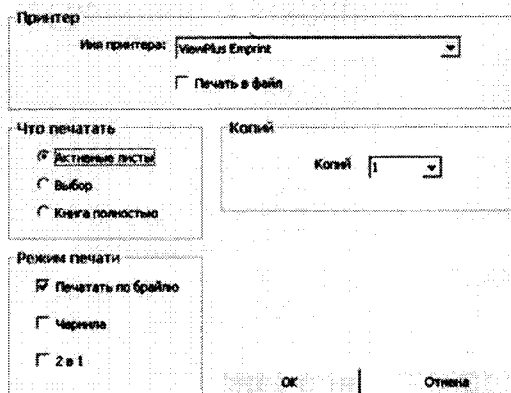 Принтер
Имя принтера: ViewPlus Emprint
Печать в файл
Что печатать
Активные листы
Выбор
Книга полностью
Копий
Копий 1
Режим печати
Печатать по брайлю
Чернила
2 в 1
OK Отмена